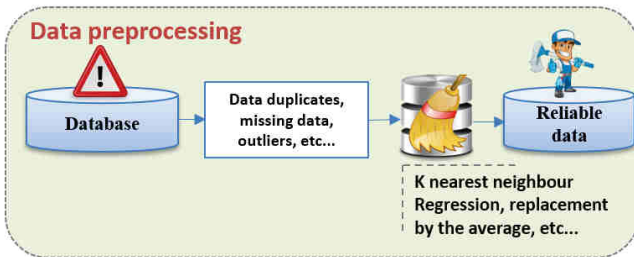 Data preprocessing
!
Database
Data duplicates,
missing data,
outliers, etc...
Reliable
data
K nearest neighbour
Regression, replacement
by the average, etc...